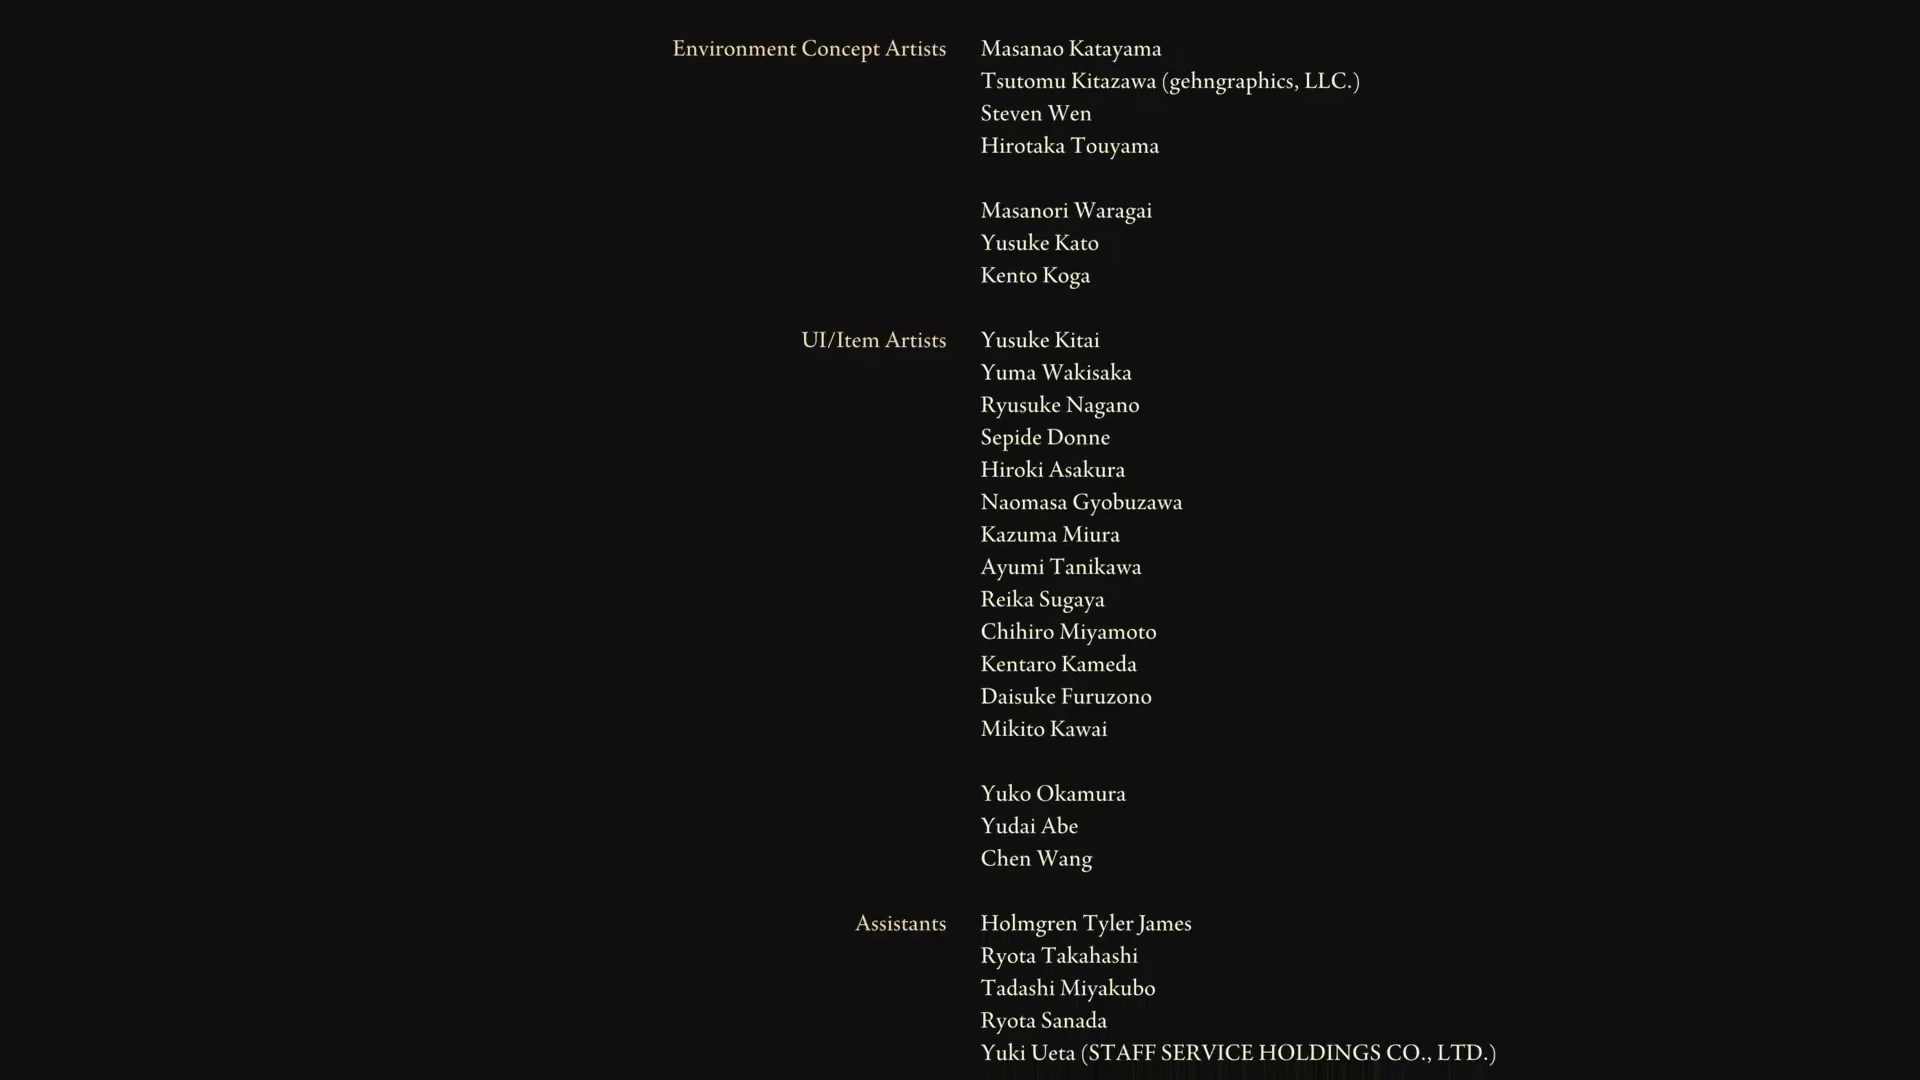 Environment Concept Artists Masanao Katayama
Tsutomu Kitazawa (gehngraphics, LLC.)
Steven Wen
Hirotaka Touyama
Masanori Waragai
Yusuke Kato
Kento Koga
UI/Item Artists Yusuke Kitai
Yuma Wakisaka
Ryusuke Nagano
Sepide Donne
Hiroki Asakura
Naomasa Gyobuzawa
Kazuma Miura
Ayumi Tanikawa
Reika Sugaya
Chihiro Miyamoto
Kentaro Kameda
Daisuke Furuzono
Mikito Kawai
Yuko Okamura
Yudai Abe
Chen Wang
Assistants Holmgren Tyler James
Ryota Takahashi
Tadashi Miyakubo
Ryota Sanada
Yuki Ueta (STAFF SERVICE HOLDINGS CO., LTD.)